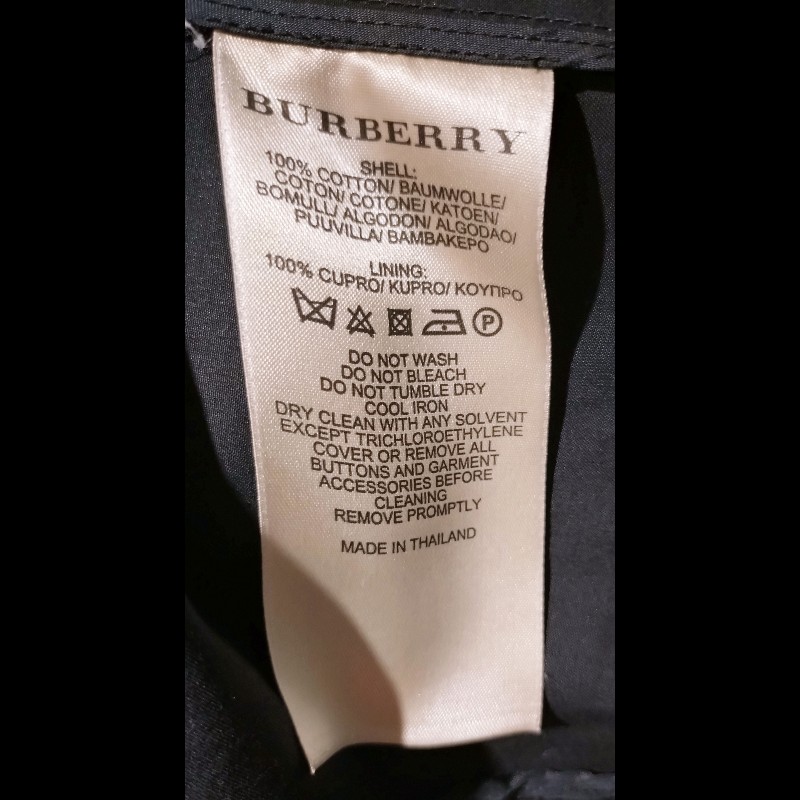 BURBERRY
SHELL:
100% COTTON/ BAUMWOLLE/
COTON/ COTONE/ KATOEN/
BOMULL/ ALGODON/ ALGODAO/
PUUVILLA/ BAMBAKEPO
LINING:
100% CUPRO/ KUPRO/ ΚΟΥΠΡΟ
P
DO NOT WASH
DO NOT BLEACH
DO NOT TUMBLE DRY
COOL IRON
DRY CLEAN WITH ANY SOLVENT
EXCEPT TRICHLOROETHYLENE
COVER OR REMOVE ALL
BUTTONS AND GARMENT
ACCESSORIES BEFORE
CLEANING
REMOVE PROMPTLY
MADE IN THAILAND